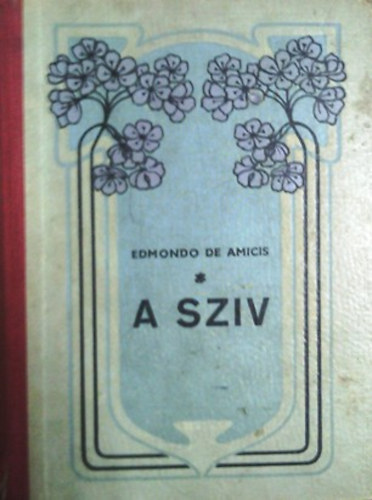 EDMONDO DE AMICIS
A SZIV